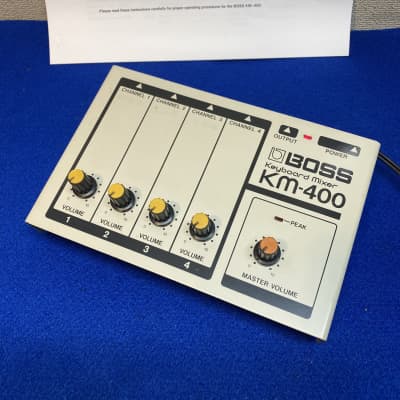 Please read these instructions carefully for proper operating procedures for the BOSS KM-400.
CHANNEL 1
CHANNEL 2
CHANNEL 3
CHANNEL 4
OUTPUT
POWER
BOSS
Keyboard Mixer
KM-400
PEAK
VOLUME
1
VOLUME
2
VOLUME
3
VOLUME
4
MASTER VOLUME